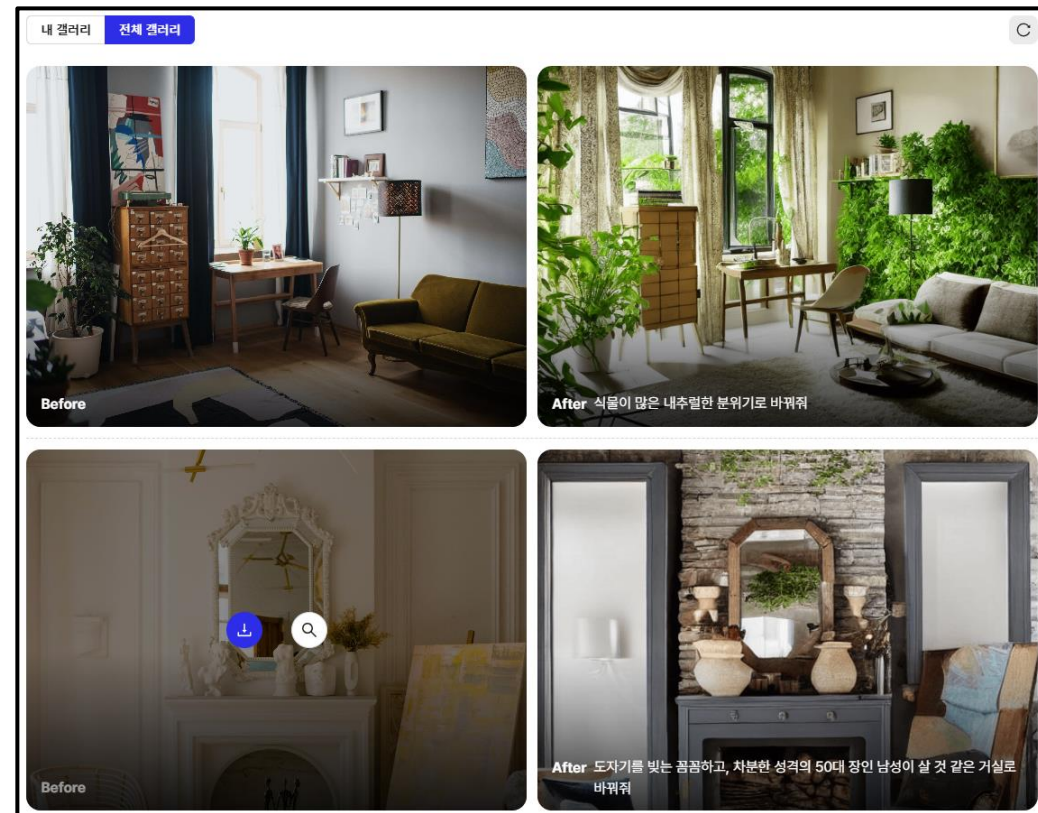 내 갤러리
전체 갤러리
Before
After 식물이 많은 내추럴한 분위기로 바꿔줘
Before
After 도자기를 빚는 꼼꼼하고, 차분한 성격의 50대 장인 남성이 살 것 같은 거실로
바꿔줘